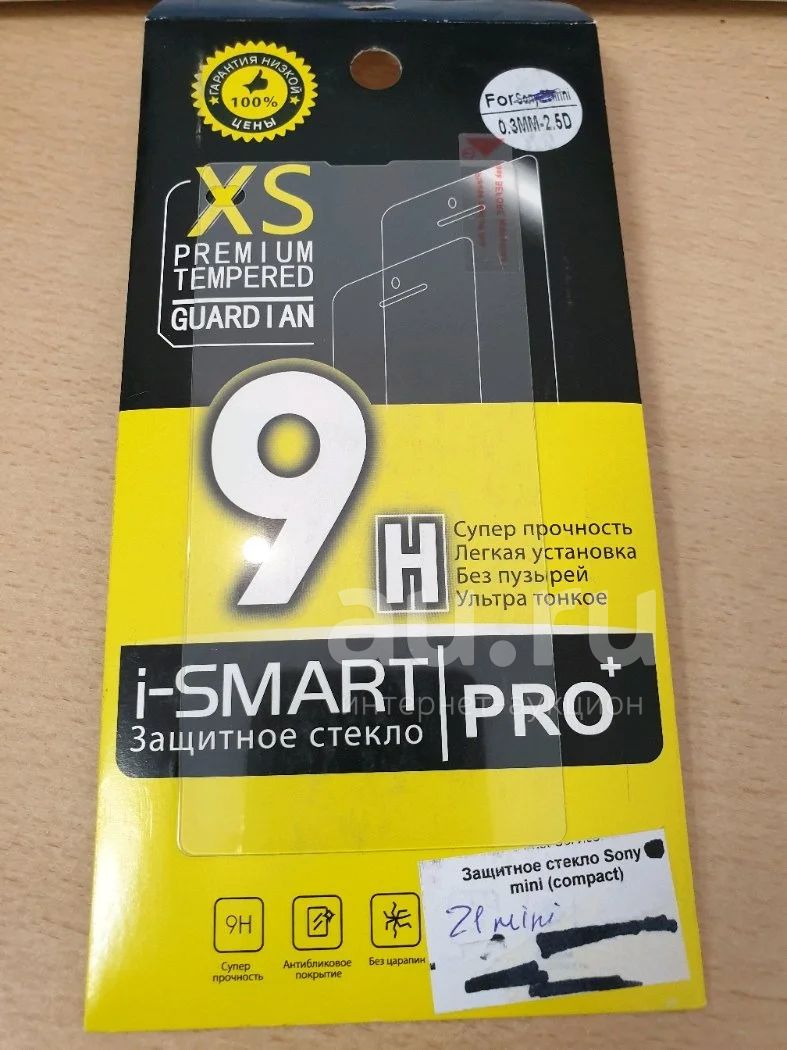 ГАРАНТИЯ НИЗКОЙ
100%
ЦЕНЫ
For mini
0.3MM-2.5D
XS
PREMIUM
TEMPERED
GUARDIAN
9H
Супер прочность
Легкая установка
Без пузырей
Ультра тонкое
au.ru
интернет-аукцион
i-SMART PRO+
Защитное стекло
Защитное стекло Sony
mini (compact)
Z1 mini
9H
Супер
прочность
Антибликовое
покрытие
Без царапин